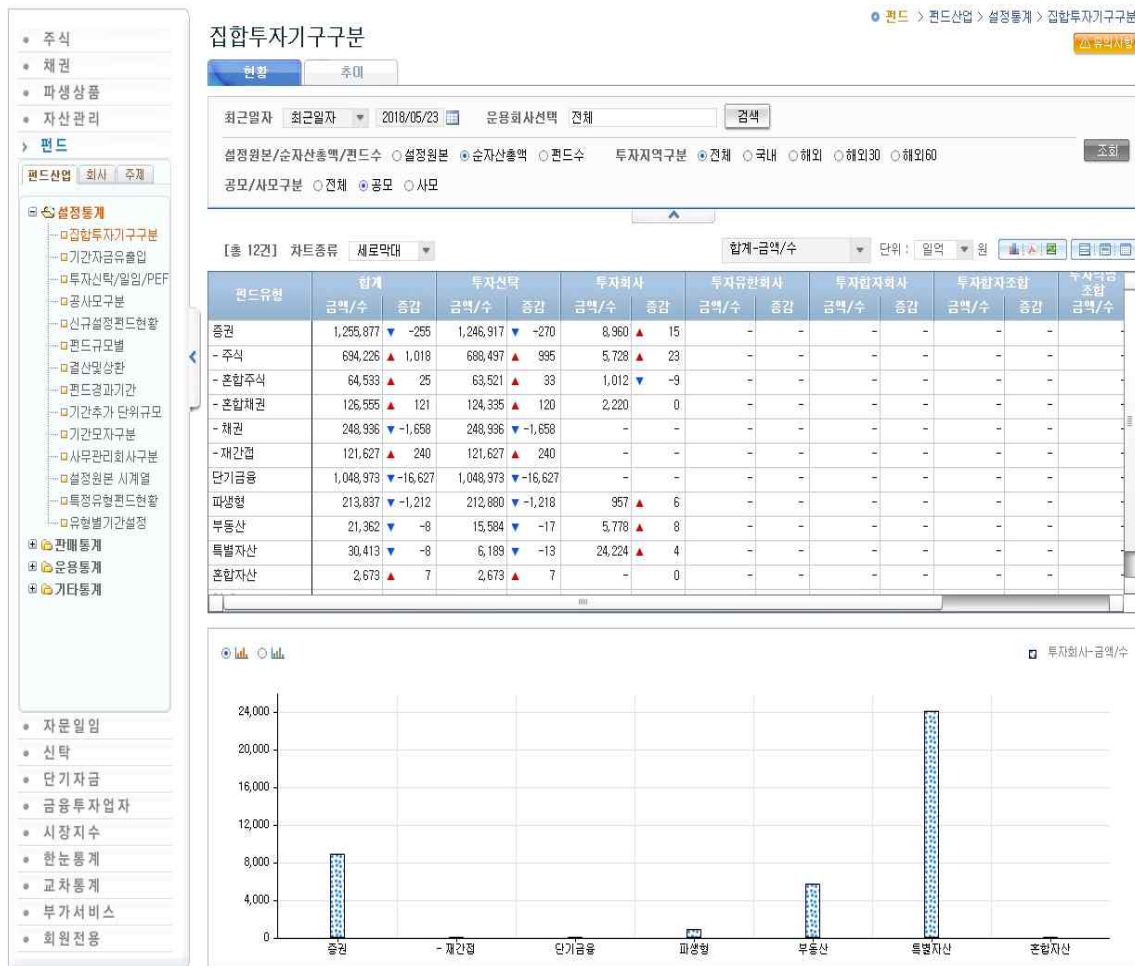 펀드 > 펀드산업 > 설정통계 > 집합투자기구구분
집합투자기구구분
유의사항
현황 추이
최근일자 최근일자 2018/05/23 운용회사선택 전체 검색
설정원본/순자산총액/펀드수 설정원본 순자산총액 펀드수 투자지역구분 전체 국내 해외 해외30 해외60 조회
공모/사모구분 전체 공모 사모
[총 12건] 차트종류 세로막대 합계-금액/수 단위 : 일억 원
펀드유형 합계 투자신탁 투자회사 투자유한회사 투자합자회사 투자합자조합 투자익명조합
금액/수 증감 금액/수 증감 금액/수 증감 금액/수 증감 금액/수 증감 금액/수 증감 금액/수
증권 1,255,877 ▼ -255 1,246,917 ▼ -270 8,960 ▲ 15 - - - - - - -
- 주식 694,226 ▲ 1,018 688,497 ▲ 995 5,728 ▲ 23 - - - - - - -
- 혼합주식 64,533 ▲ 25 63,521 ▲ 33 1,012 ▼ -9 - - - - - - -
- 혼합채권 126,555 ▲ 121 124,335 ▲ 120 2,220 0 - - - - - - -
- 채권 248,936 ▼ -1,658 248,936 ▼ -1,658 - - - - - - - - -
- 재간접 121,627 ▲ 240 121,627 ▲ 240 - - - - - - - - -
단기금융 1,048,973 ▼ -16,627 1,048,973 ▼ -16,627 - - - - - - - - -
파생형 213,837 ▼ -1,212 212,880 ▼ -1,218 957 ▲ 6 - - - - - - -
부동산 21,362 ▼ -8 15,584 ▼ -17 5,778 ▲ 8 - - - - - - -
특별자산 30,413 ▼ -8 6,189 ▼ -13 24,224 ▲ 4 - - - - - - -
혼합자산 2,673 ▲ 7 2,673 ▲ 7 - 0 - - - - - - -
투자회사-금액/수
24,000
20,000
16,000
12,000
8,000
4,000
0
증권 - 재간접 단기금융 파생형 부동산 특별자산 혼합자산
주식
채권
파생상품
자산관리
펀드
펀드산업 회사 주제
설정통계
집합투자기구구분
기간자금유출입
투자신탁/일임/PEF
공사모구분
신규설정펀드현황
펀드규모별
결산및상환
펀드경과기간
기간추가 단위규모
기간모자구분
사무관리회사구분
설정원본 시계열
특정유형펀드현황
유형별기간설정
판매통계
운용통계
기타통계
자문일임
신탁
단기자금
금융투자업자
시장지수
한눈통계
교차통계
부가서비스
회원전용